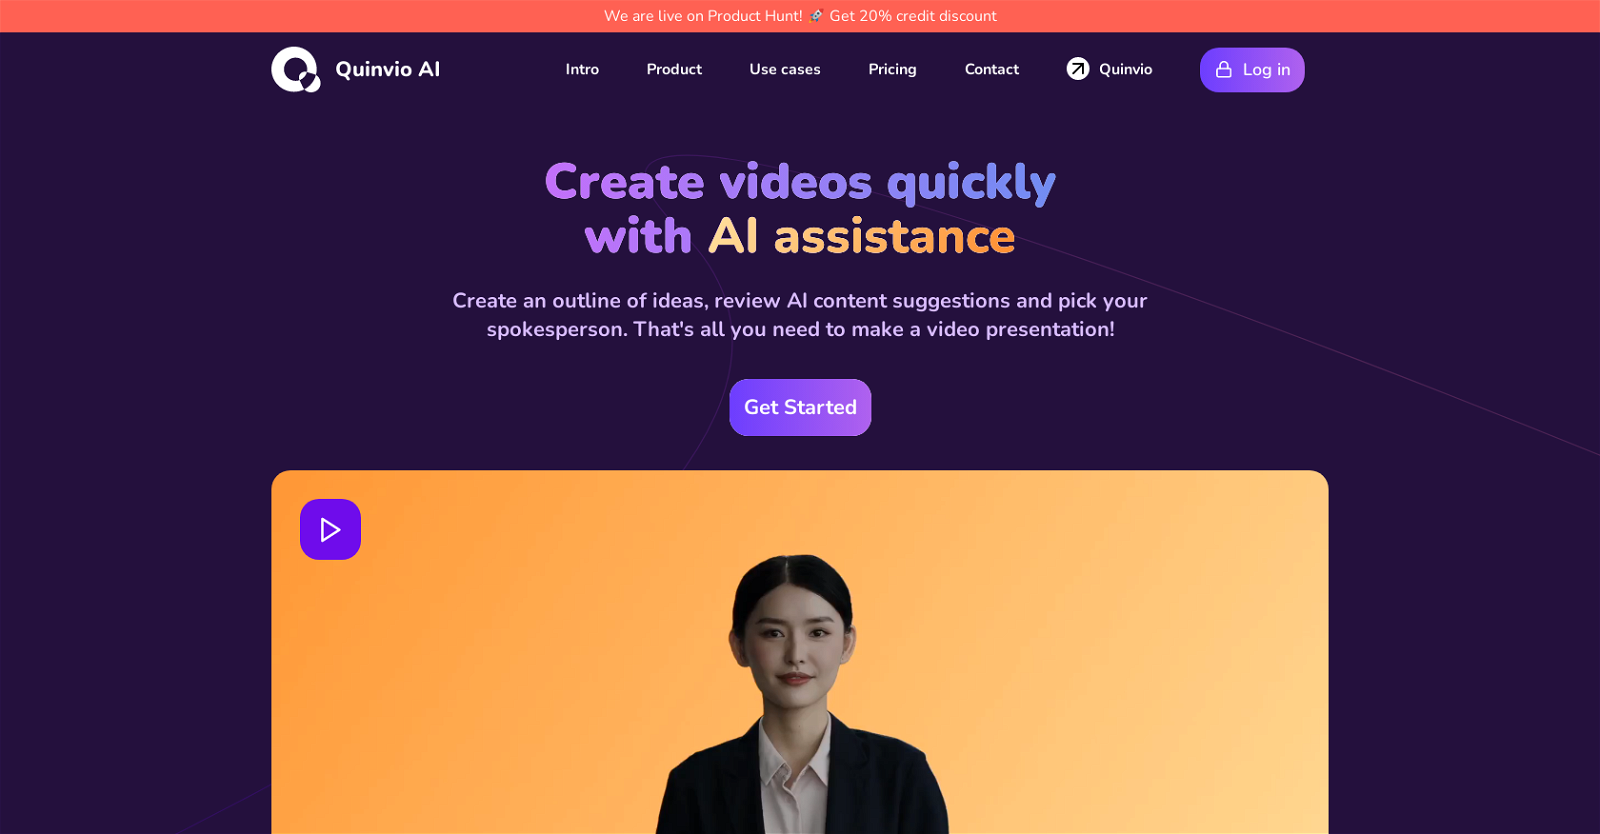 We are live on Product Hunt! 🚀 Get 20% credit discount
Quinvio AI
Intro
Product
Use cases
Pricing
Contact
Quinvio
Log in
Create videos quickly
with AI assistance
Create an outline of ideas, review AI content suggestions and pick your
spokesperson. That's all you need to make a video presentation!
Get Started